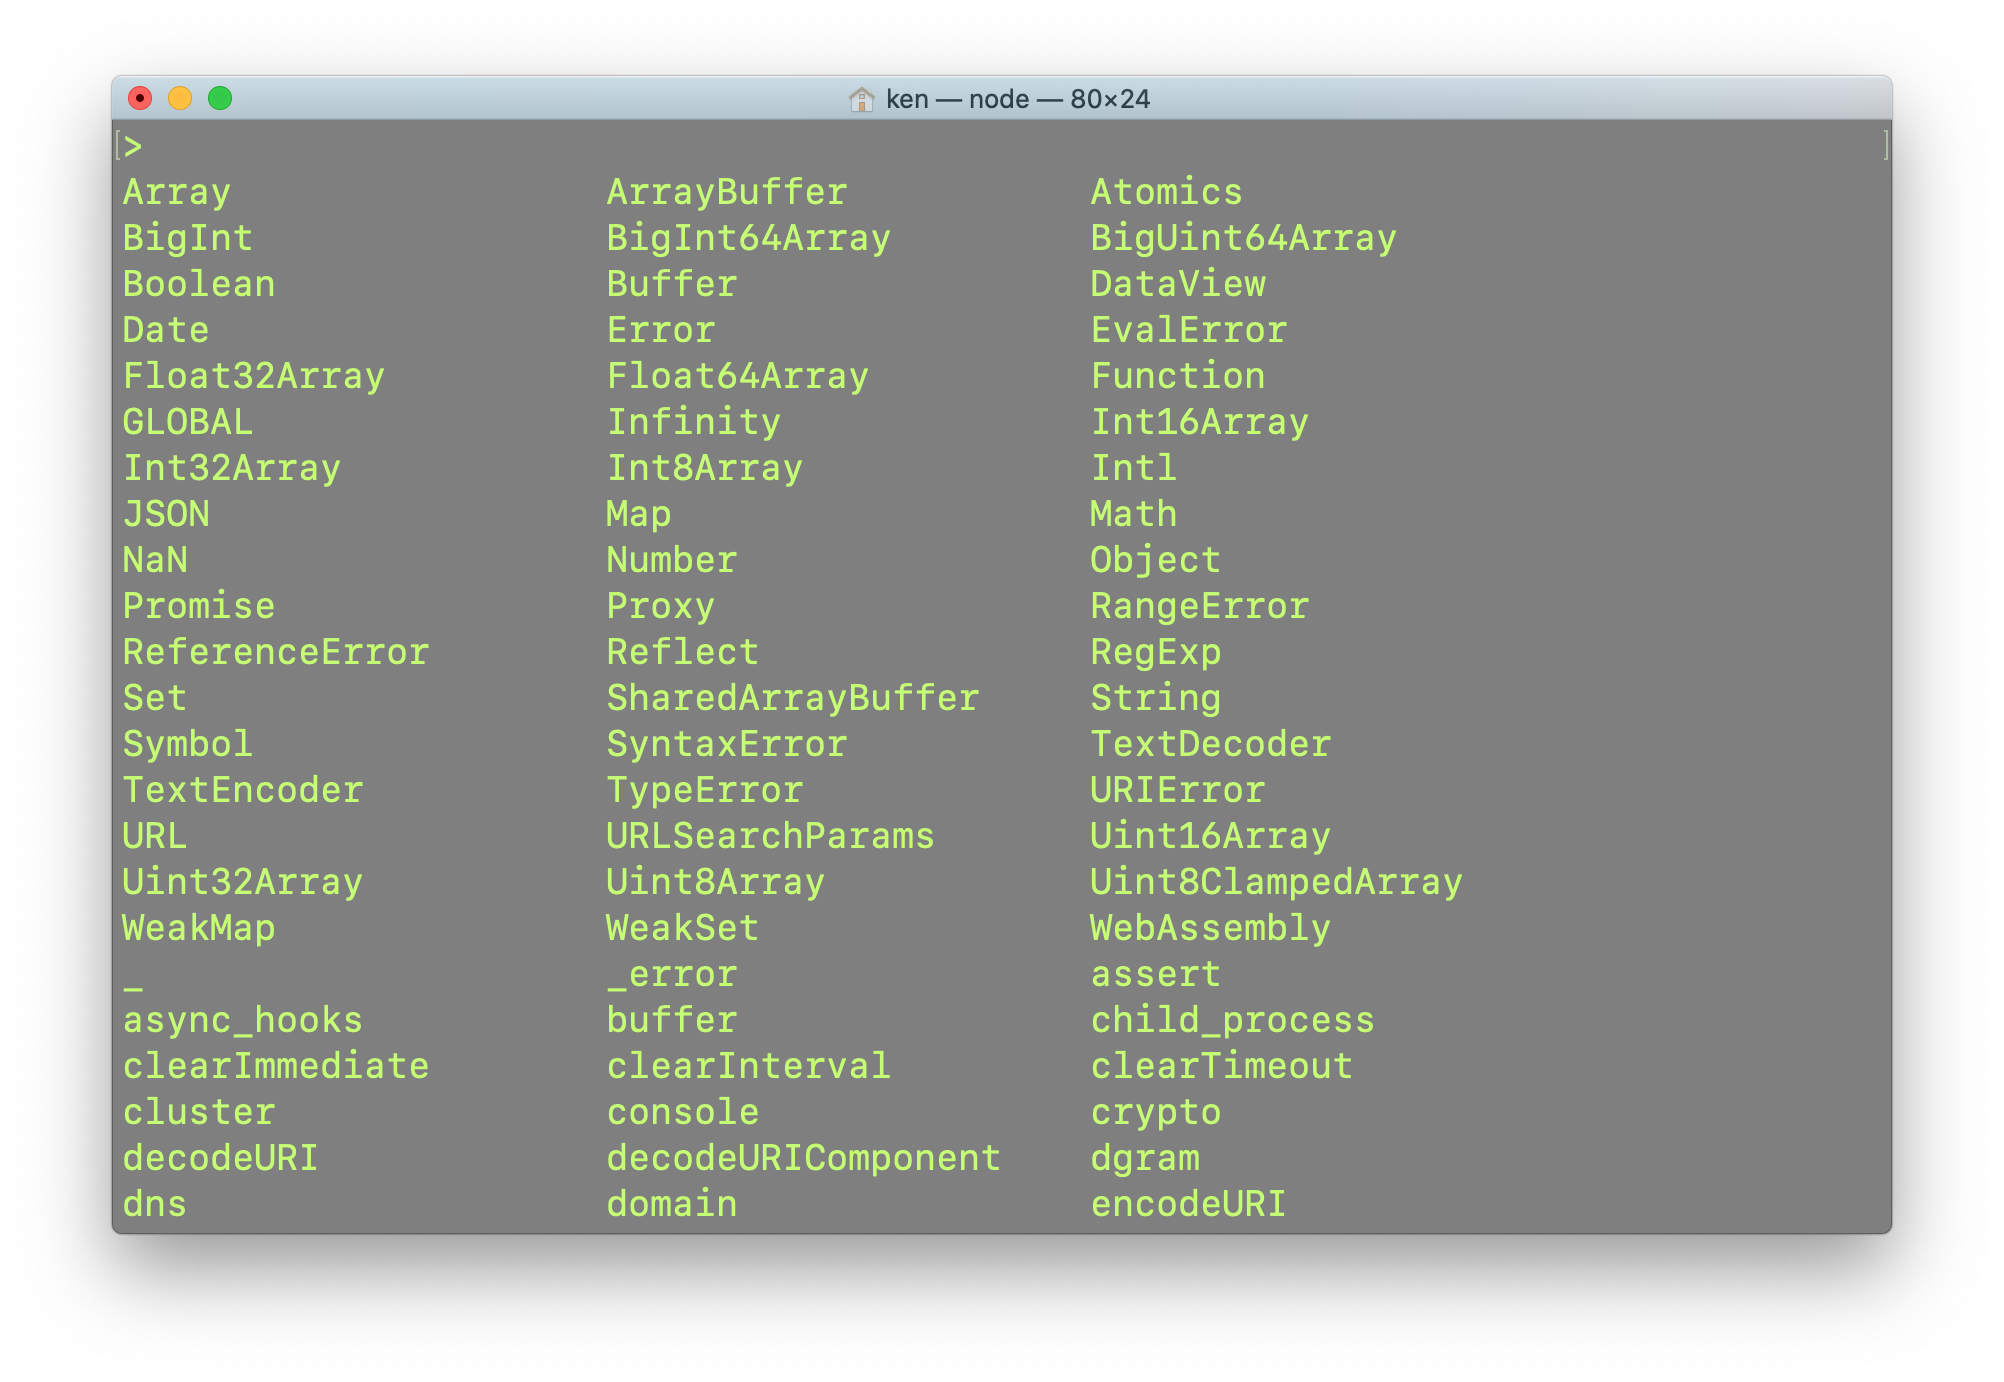 ken — node — 80×24
>
Array ArrayBuffer Atomics
BigInt BigInt64Array BigUint64Array
Boolean Buffer DataView
Date Error EvalError
Float32Array Float64Array Function
GLOBAL Infinity Int16Array
Int32Array Int8Array Intl
JSON Map Math
NaN Number Object
Promise Proxy RangeError
ReferenceError Reflect RegExp
Set SharedArrayBuffer String
Symbol SyntaxError TextDecoder
TextEncoder TypeError URIError
URL URLSearchParams Uint16Array
Uint32Array Uint8Array Uint8ClampedArray
WeakMap WeakSet WebAssembly
_ _error assert
async_hooks buffer child_process
clearImmediate clearInterval clearTimeout
cluster console crypto
decodeURI decodeURIComponent dgram
dns domain encodeURI